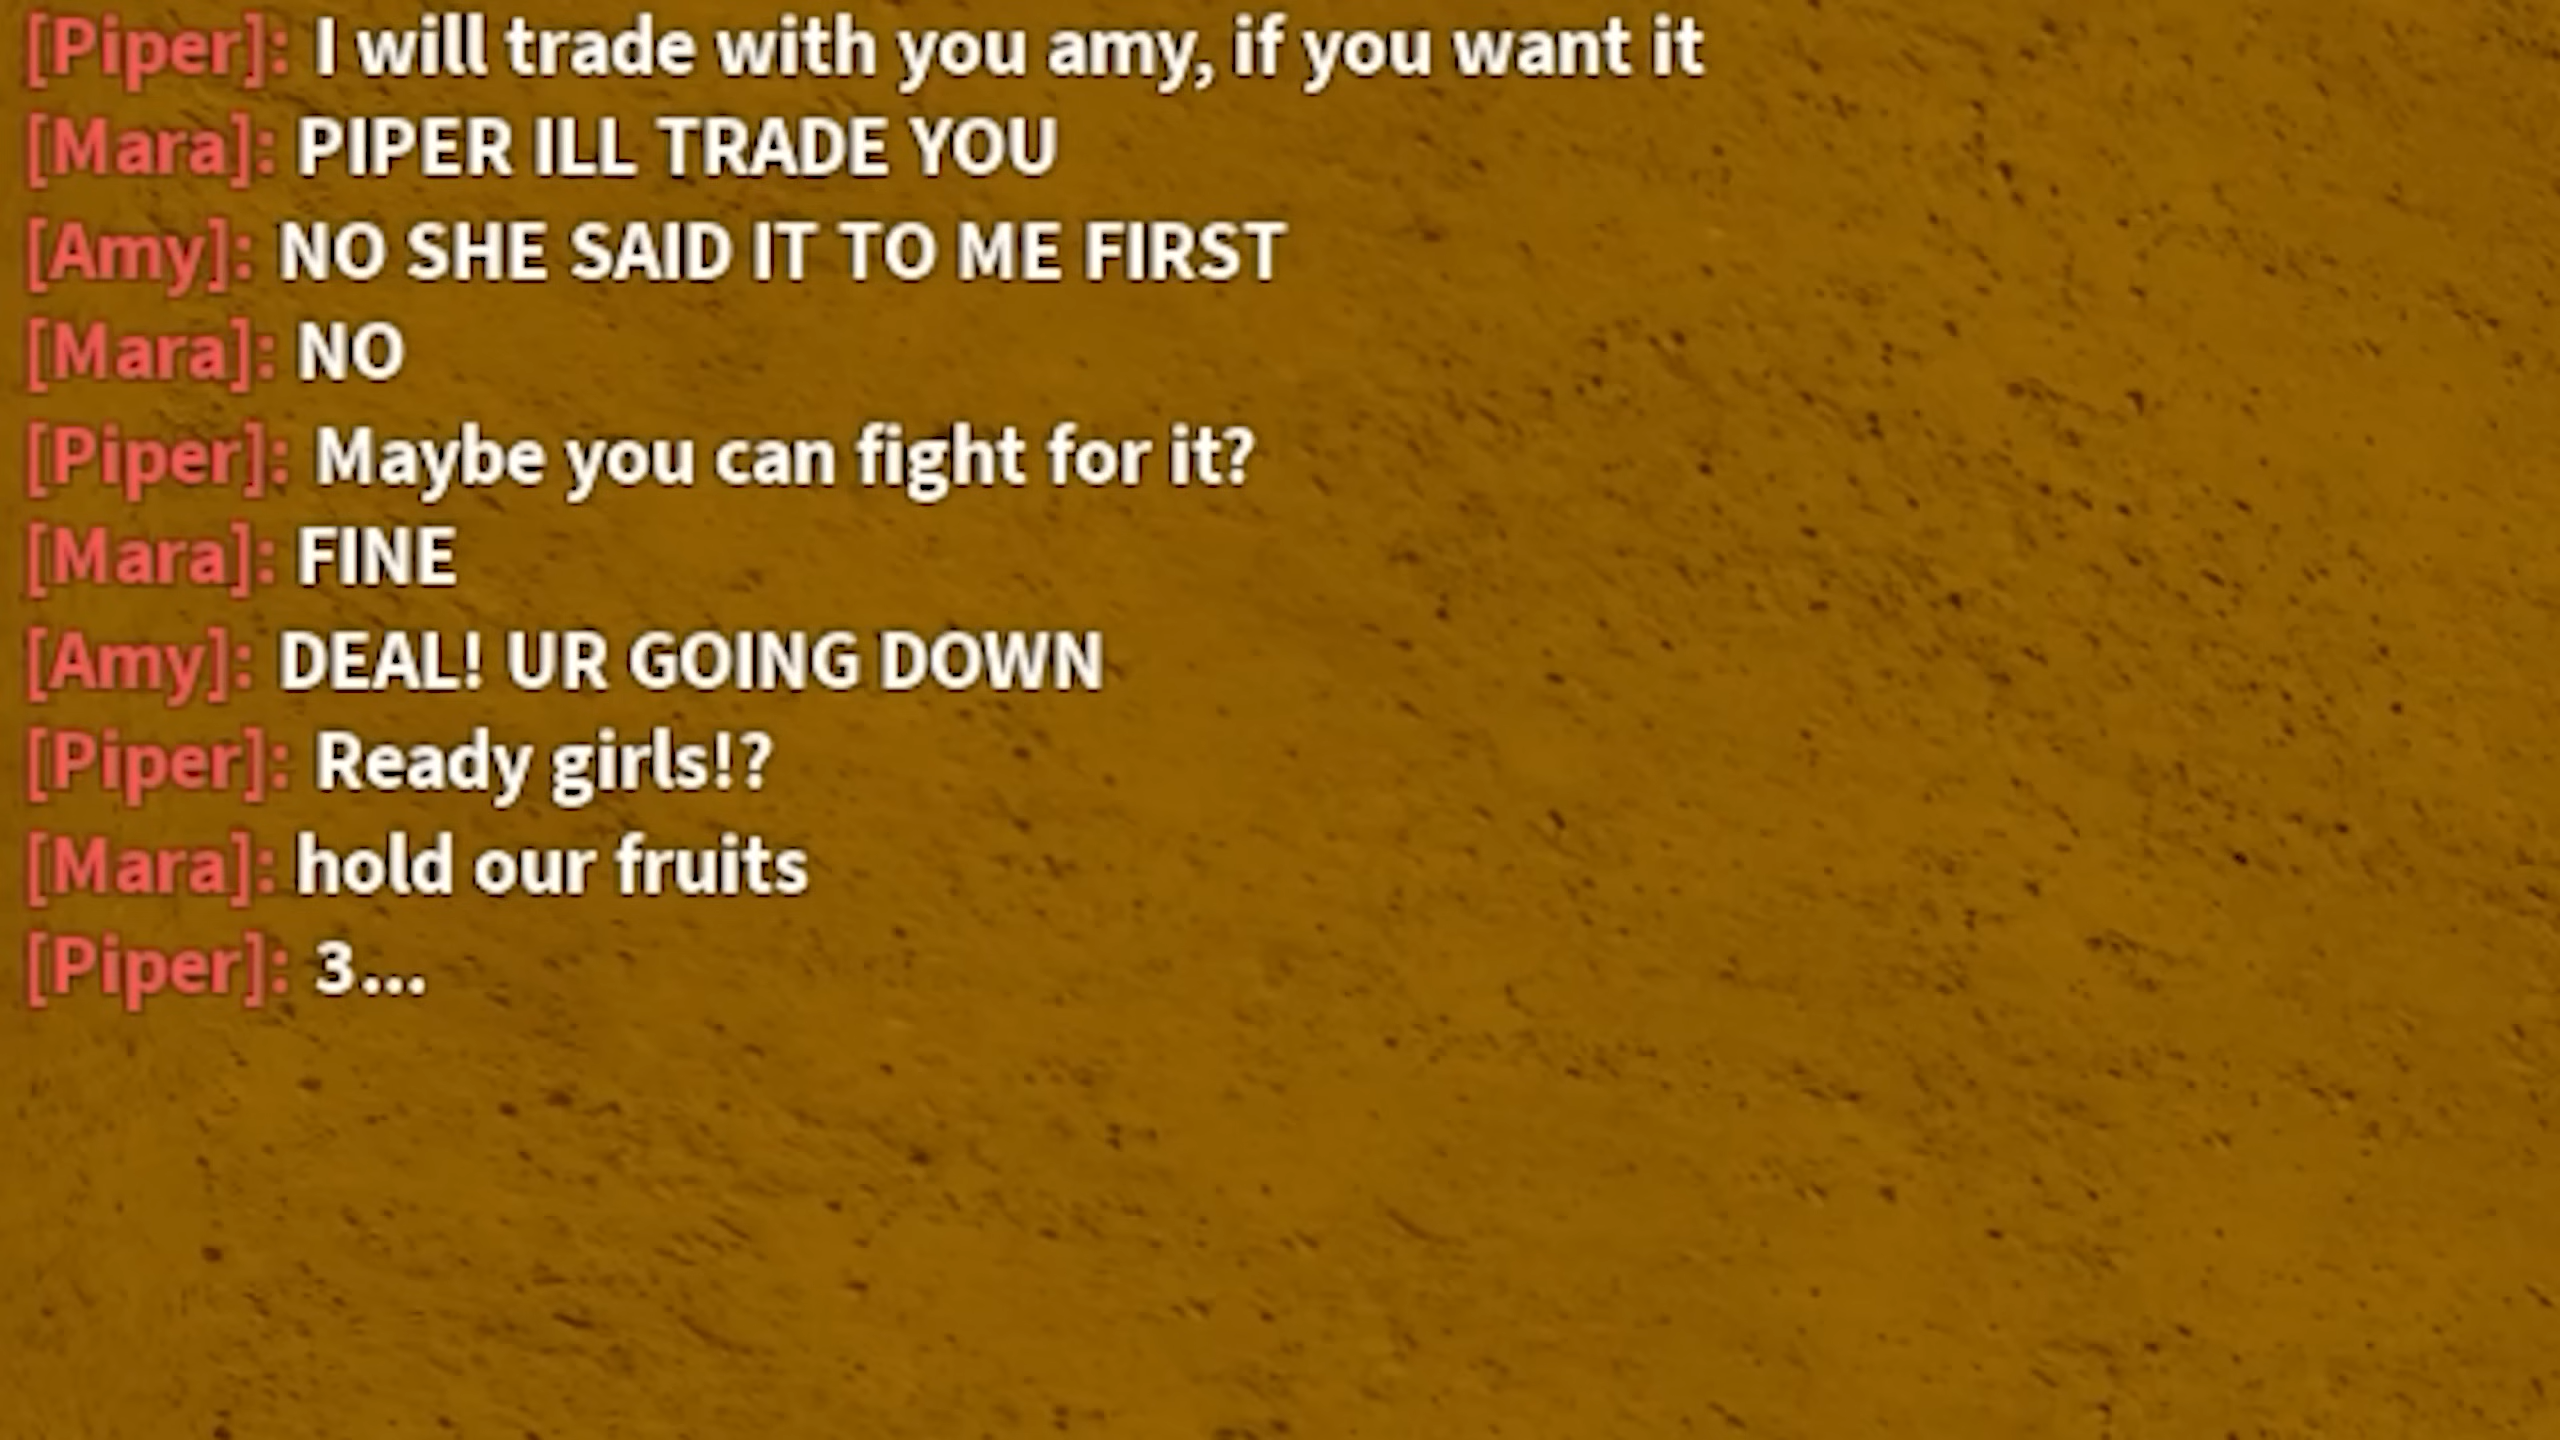 [Piper]: I will trade with you amy, if you want it
[Mara]: PIPER ILL TRADE YOU
[Amy]: NO SHE SAID IT TO ME FIRST
[Mara]: NO
[Piper]: Maybe you can fight for it?
[Mara]: FINE
[Amy]: DEAL! UR GOING DOWN
[Piper]: Ready girls!?
[Mara]: hold our fruits
[Piper]: 3...